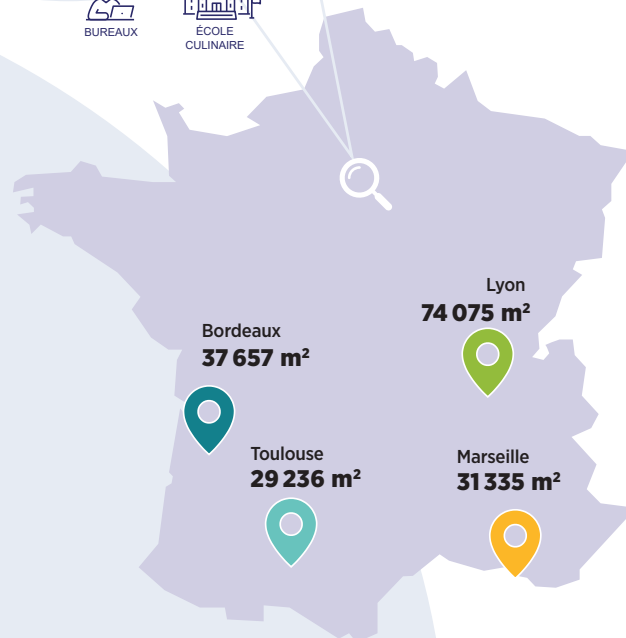 BUREAUX
ÉCOLE
CULINAIRE
Lyon
74 075 m²
Bordeaux
37 657 m²
Toulouse
29 236 m²
Marseille
31 335 m²